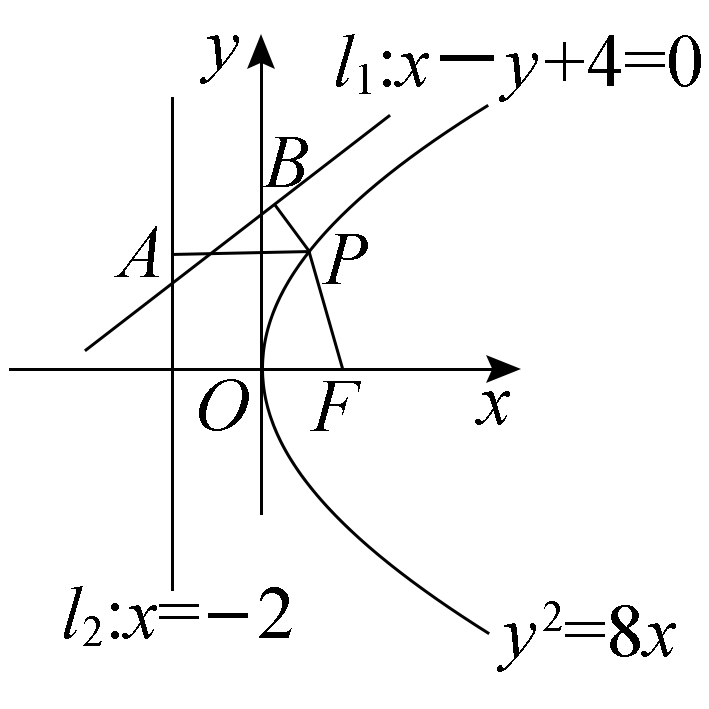 y
l₁:x－y+4=0
B
A
P
O
F
x
l₂:x=－2
y²=8x